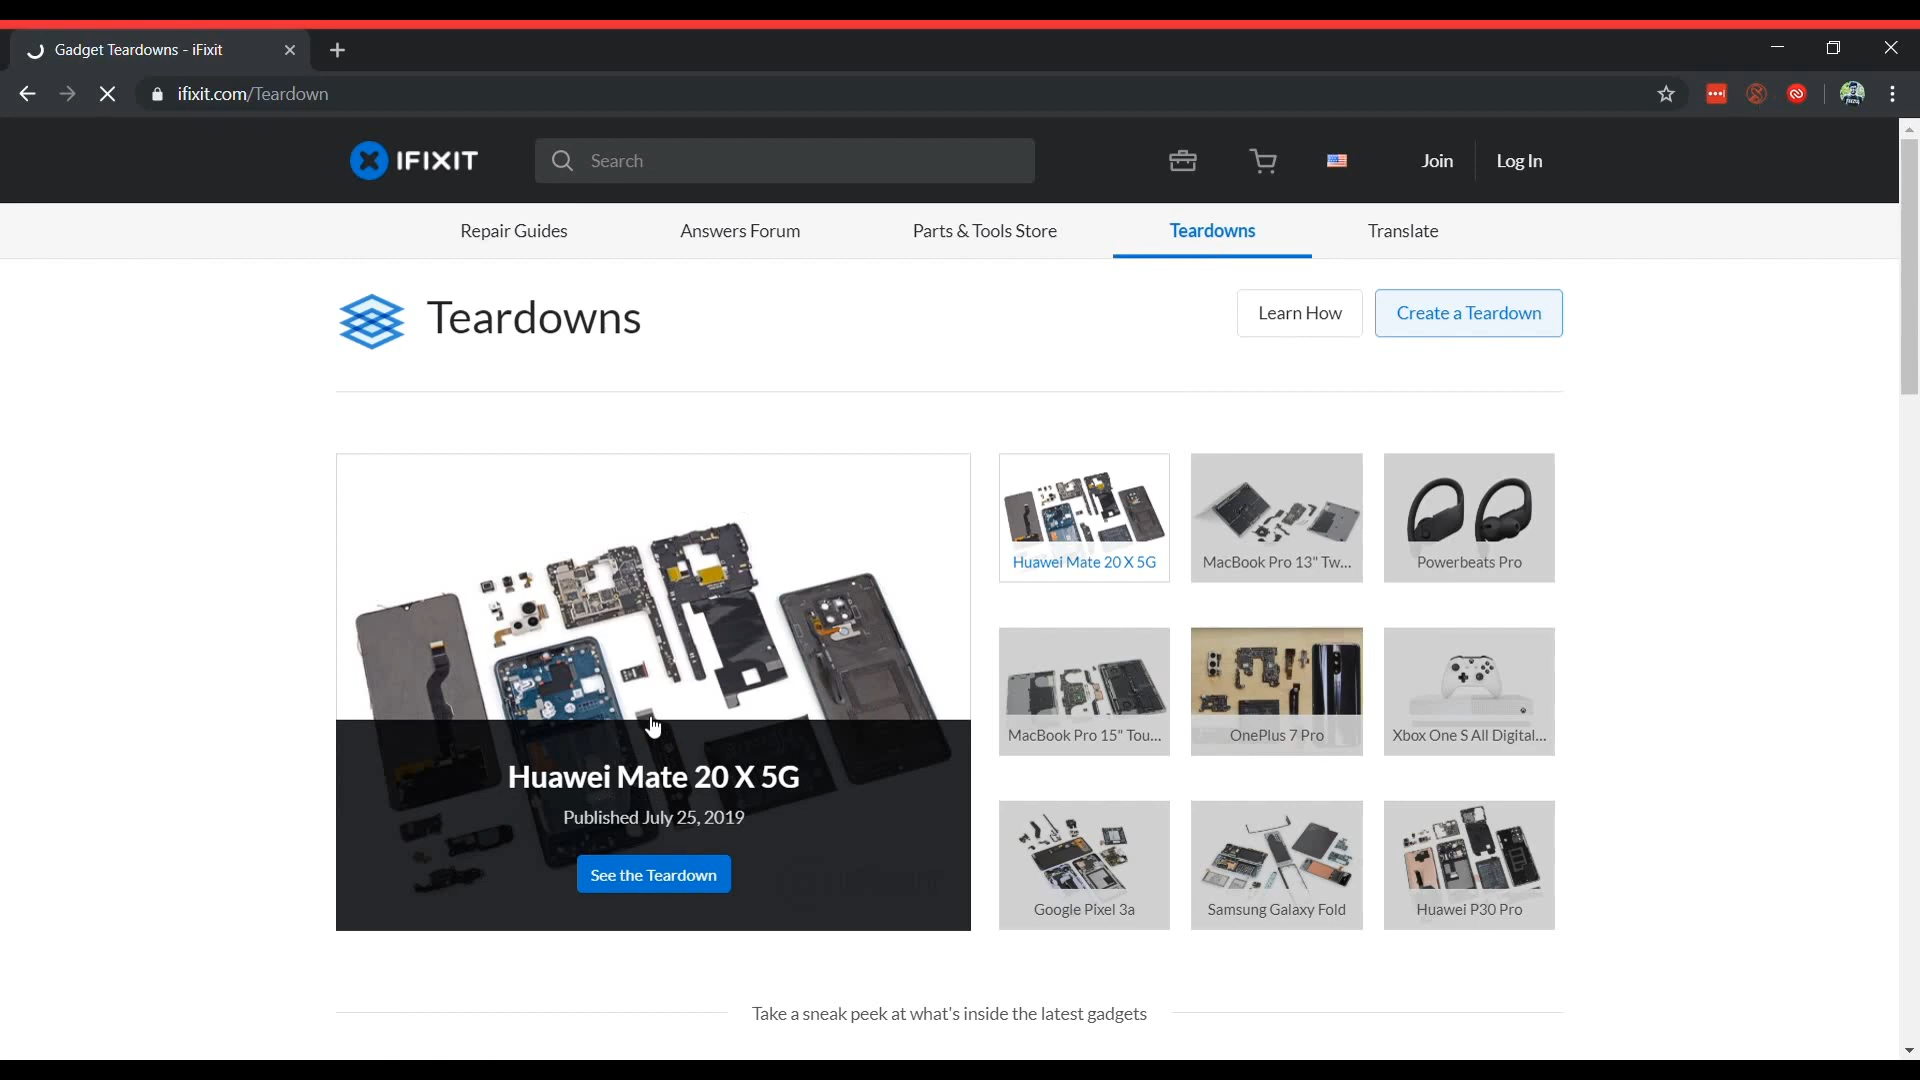 Gadget Teardowns - iFixit
ifixit.com/Teardown
IFIXIT
Search
Join
Log In
Repair Guides
Answers Forum
Parts & Tools Store
Teardowns
Translate
Teardowns
Learn How
Create a Teardown
Huawei Mate 20 X 5G
Published July 25, 2019
See the Teardown
Huawei Mate 20 X 5G
MacBook Pro 13" Tw...
Powerbeats Pro
MacBook Pro 15" Tou...
OnePlus 7 Pro
Xbox One S All Digital...
Google Pixel 3a
Samsung Galaxy Fold
Huawei P30 Pro
Take a sneak peek at what's inside the latest gadgets